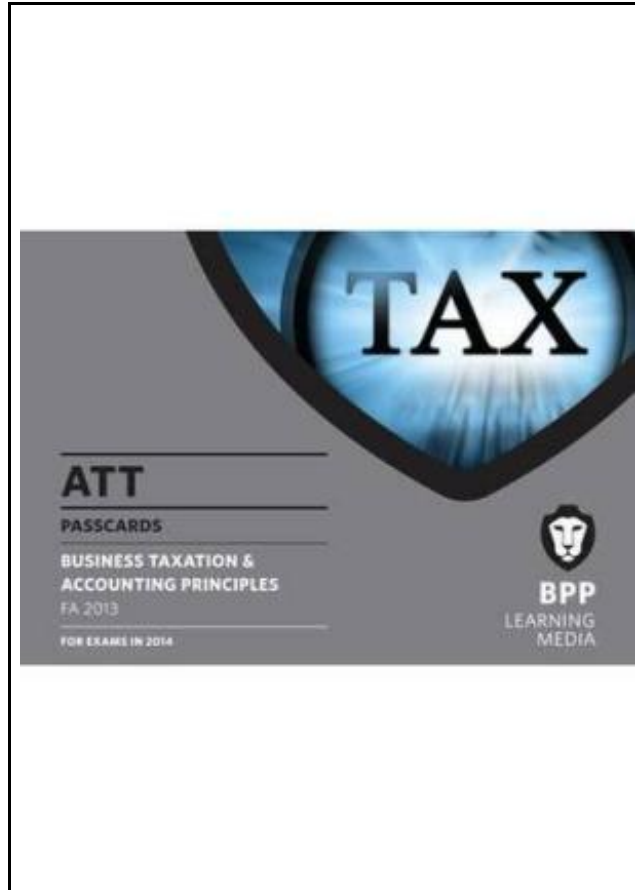 TAX
ATT
PASSCARDS
BUSINESS TAXATION &
ACCOUNTING PRINCIPLES
FA 2013
FOR EXAMS IN 2014
BPP
LEARNING
MEDIA